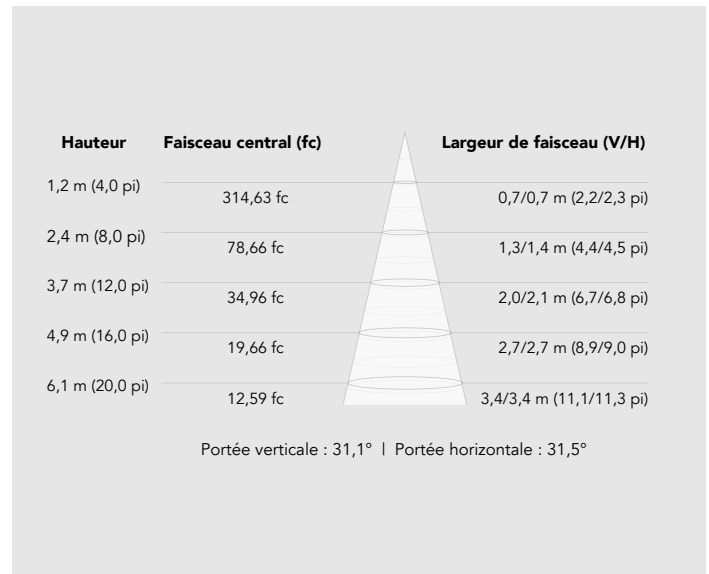 Hauteur Faisceau central (fc) Largeur de faisceau (V/H)
1,2 m (4,0 pi) 314,63 fc 0,7/0,7 m (2,2/2,3 pi)
2,4 m (8,0 pi) 78,66 fc 1,3/1,4 m (4,4/4,5 pi)
3,7 m (12,0 pi) 34,96 fc 2,0/2,1 m (6,7/6,8 pi)
4,9 m (16,0 pi) 19,66 fc 2,7/2,7 m (8,9/9,0 pi)
6,1 m (20,0 pi) 12,59 fc 3,4/3,4 m (11,1/11,3 pi)
Portée verticale : 31,1º | Portée horizontale : 31,5º